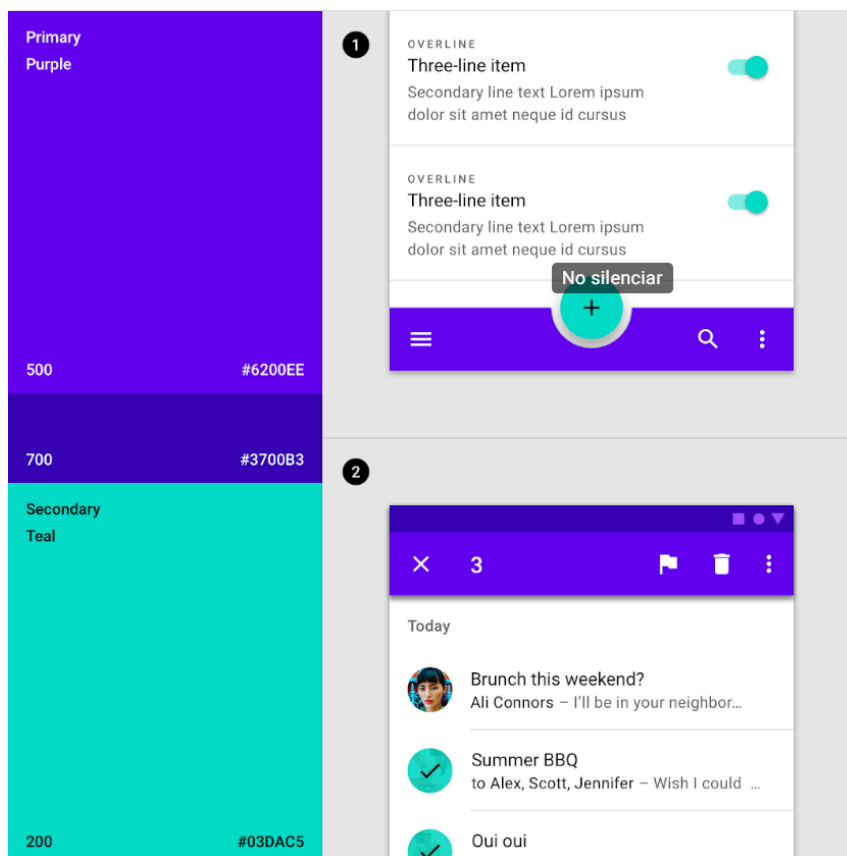 Primary
Purple
500 #6200EE
700 #3700B3
Secondary
Teal
200 #03DAC5
1
OVERLINE
Three-line item
Secondary line text Lorem ipsum
dolor sit amet neque id cursus
OVERLINE
Three-line item
Secondary line text Lorem ipsum
dolor sit amet neque id cursus
No silenciar
2
3
Today
Brunch this weekend?
Ali Connors – I'll be in your neighbor...
Summer BBQ
to Alex, Scott, Jennifer – Wish I could ...
Oui oui